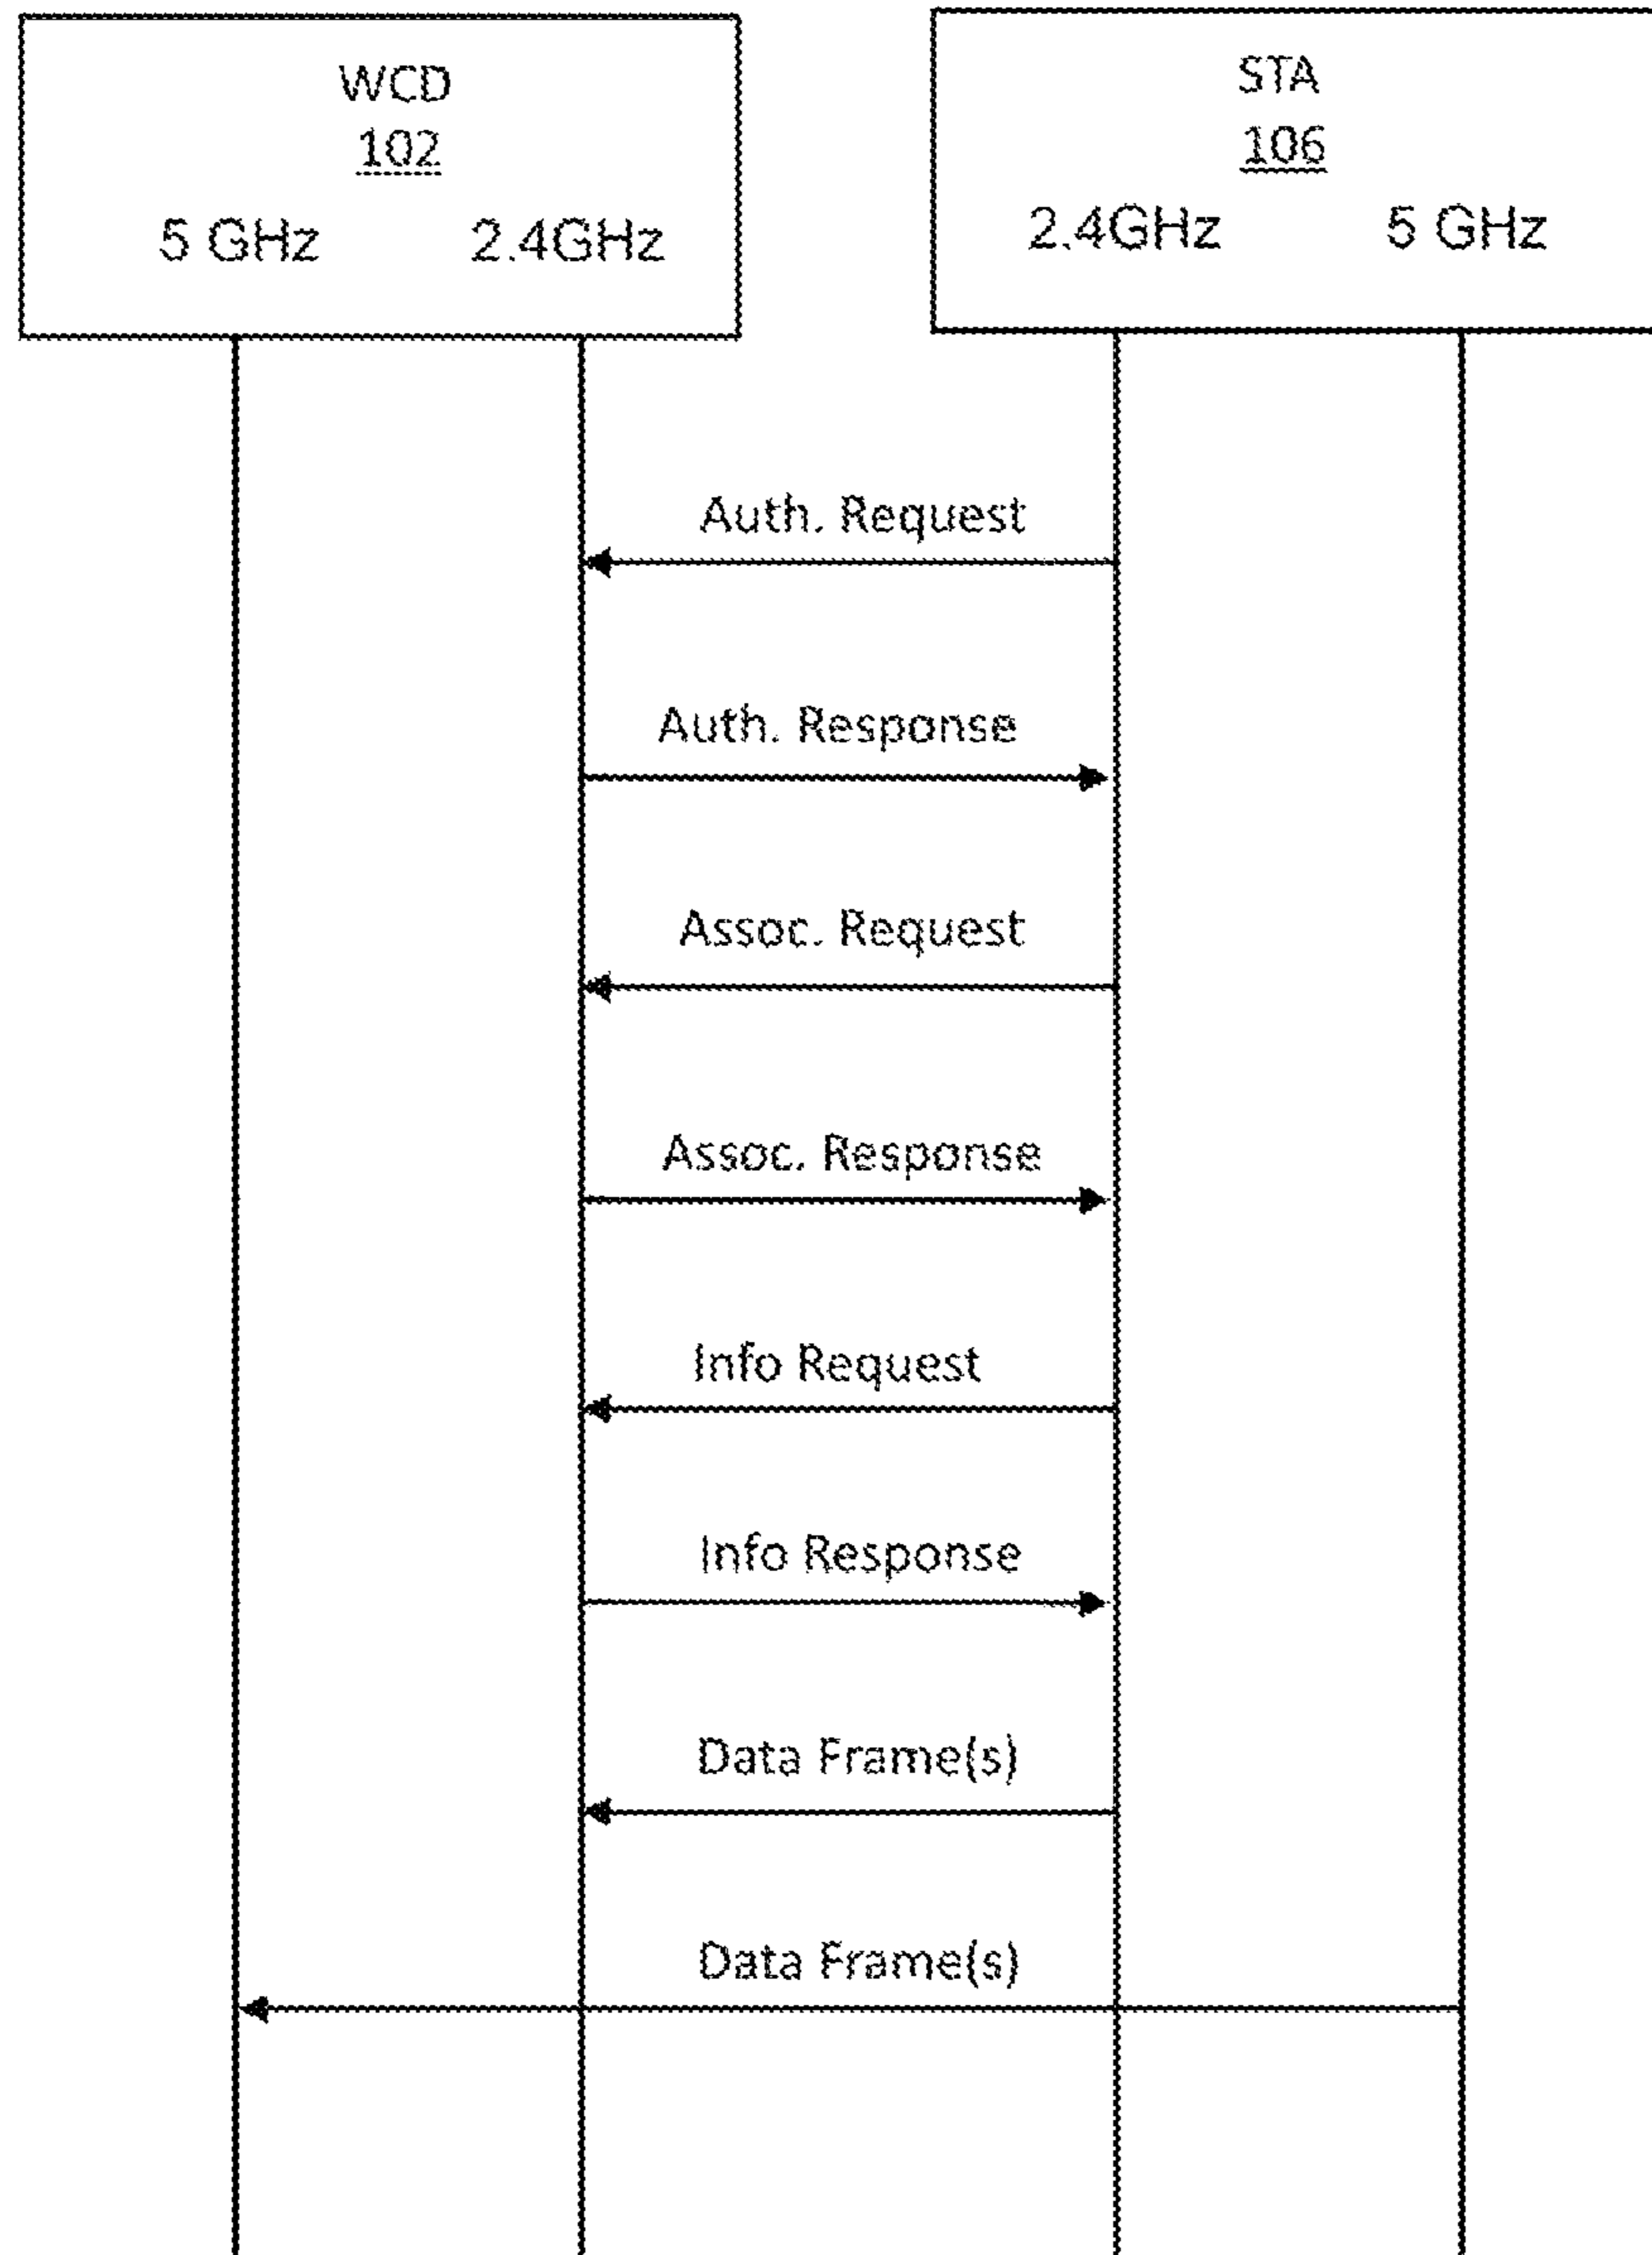 WCD
102
5 GHz 2.4GHz
STA
106
2.4GHz 5 GHz
Auth. Request
Auth. Response
Assoc. Request
Assoc. Response
Info Request
Info Response
Data Frame(s)
Data Frame(s)